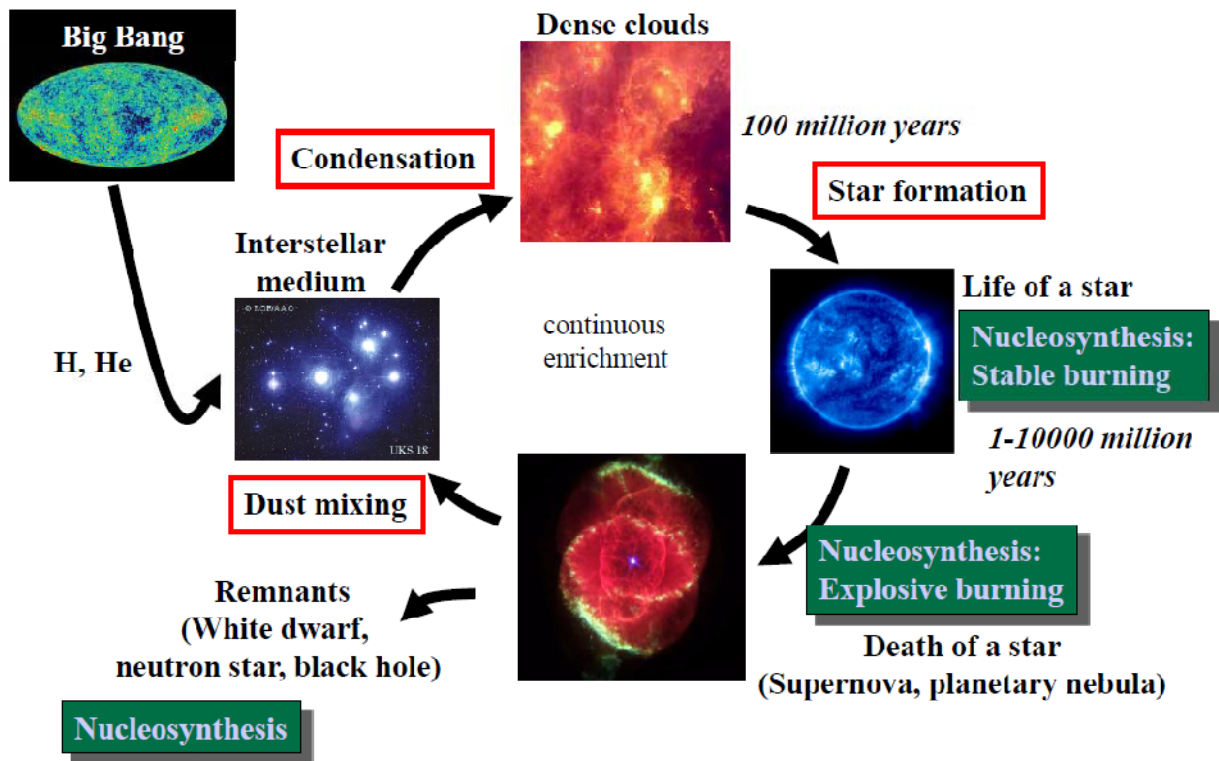 Big Bang
Dense clouds
100 million years
Condensation
Star formation
Interstellar
medium
UKS 18
H, He
continuous
enrichment
Life of a star
Nucleosynthesis:
Stable burning
1-10000 million
years
Dust mixing
Nucleosynthesis:
Explosive burning
Remnants
(White dwarf,
neutron star, black hole)
Death of a star
(Supernova, planetary nebula)
Nucleosynthesis